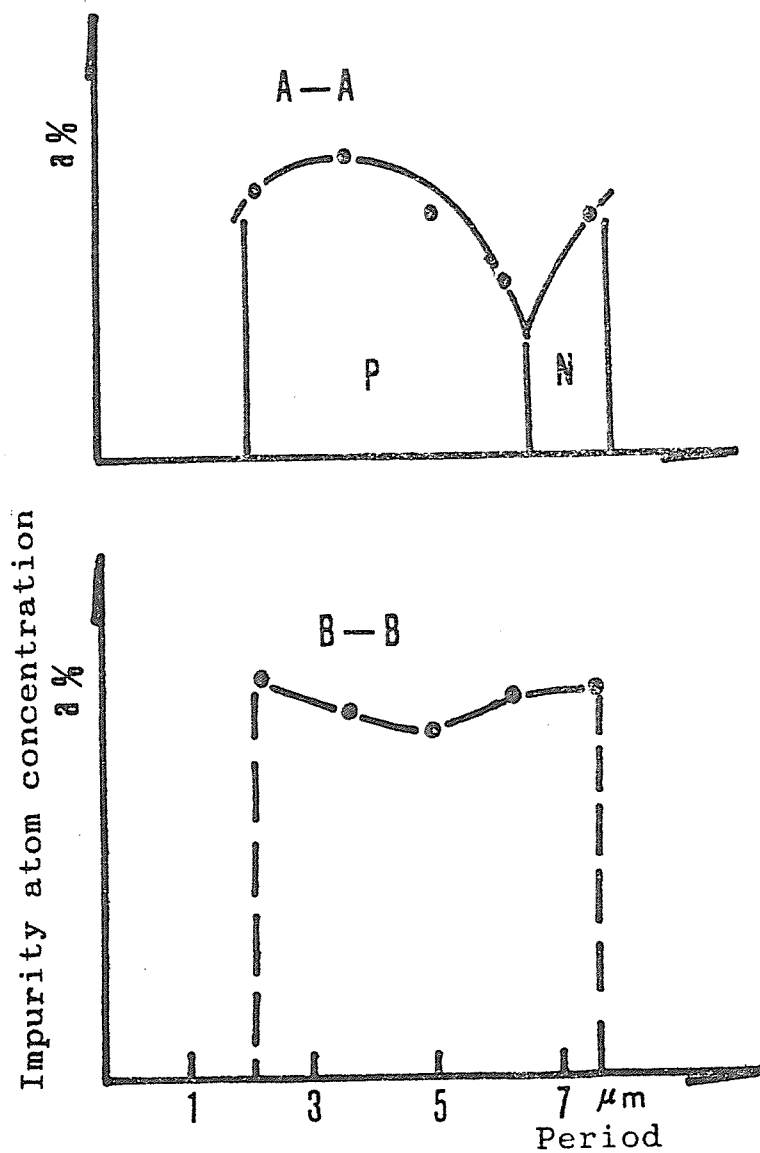 A—A
a %
P
N
Impurity atom concentration
B—B
a %
1 3 5 7 μm
Period